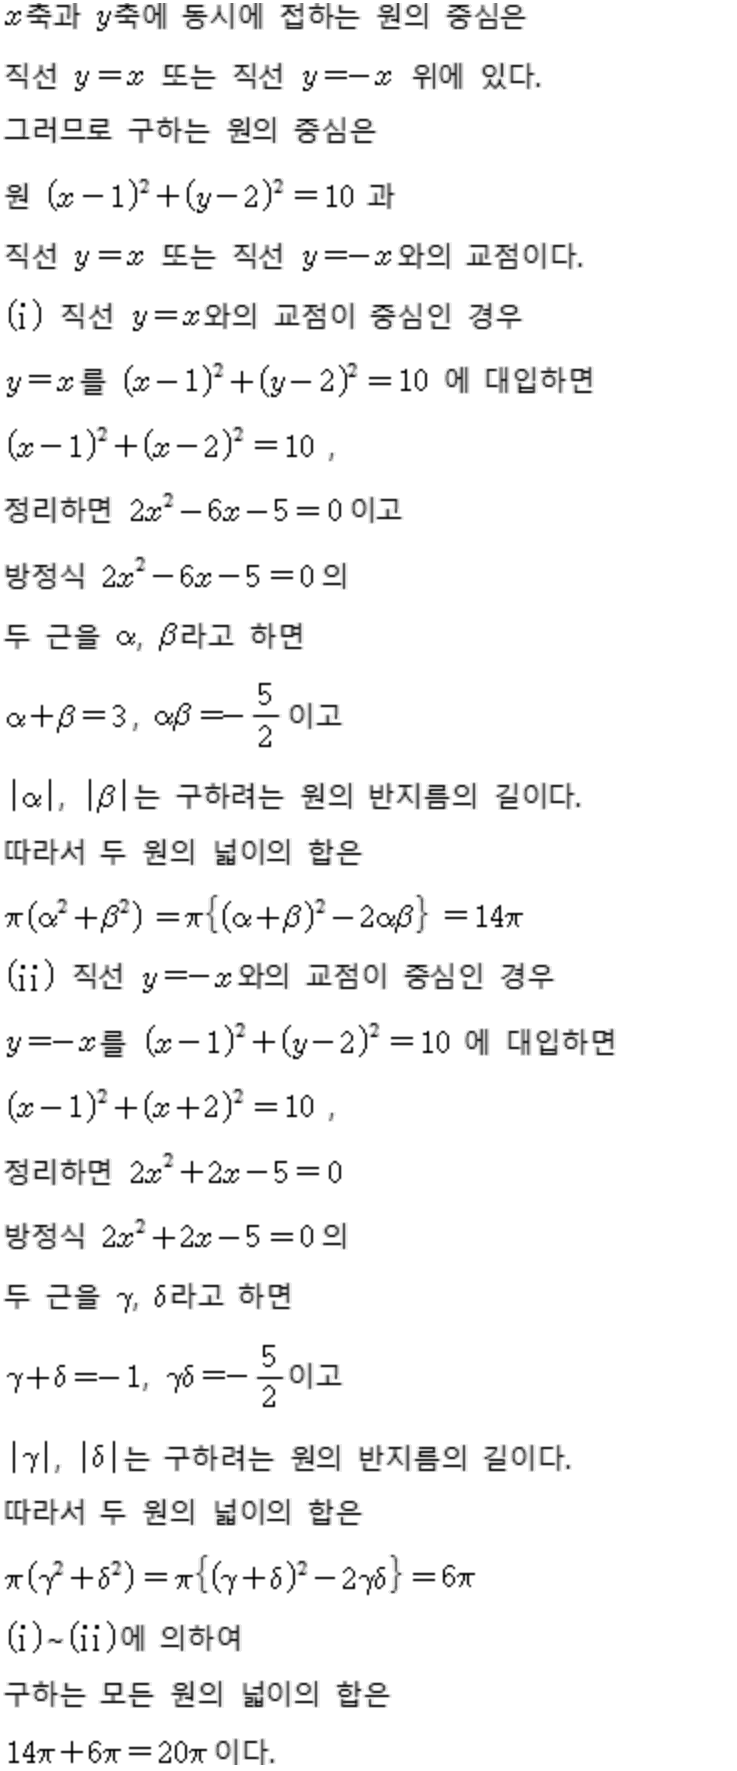 x축과 y축에 동시에 접하는 원의 중심은
직선 y=x 또는 직선 y=-x 위에 있다.
그러므로 구하는 원의 중심은
원 (x-1)²+(y-2)²=10 과
직선 y=x 또는 직선 y=-x와의 교점이다.
(i) 직선 y=x와의 교점이 중심인 경우
y=x를 (x-1)²+(y-2)²=10 에 대입하면
(x-1)²+(x-2)²=10 ,
정리하면 2x²-6x-5=0이고
방정식 2x²-6x-5=0의
두 근을 α, β라고 하면
α+β=3, αβ=-5/2 이고
|α|, |β|는 구하려는 원의 반지름의 길이다.
따라서 두 원의 넓이의 합은
π(α²+β²)=π{(α+β)²-2αβ}=14π
(ii) 직선 y=-x와의 교점이 중심인 경우
y=-x를 (x-1)²+(y-2)²=10 에 대입하면
(x-1)²+(x+2)²=10 ,
정리하면 2x²+2x-5=0
방정식 2x²+2x-5=0의
두 근을 γ, δ라고 하면
γ+δ=-1, γδ=-5/2이고
|γ|, |δ|는 구하려는 원의 반지름의 길이다.
따라서 두 원의 넓이의 합은
π(γ²+δ²)=π{(γ+δ)²-2γδ}=6π
(i)~(ii)에 의하여
구하는 모든 원의 넓이의 합은
14π+6π=20π이다.